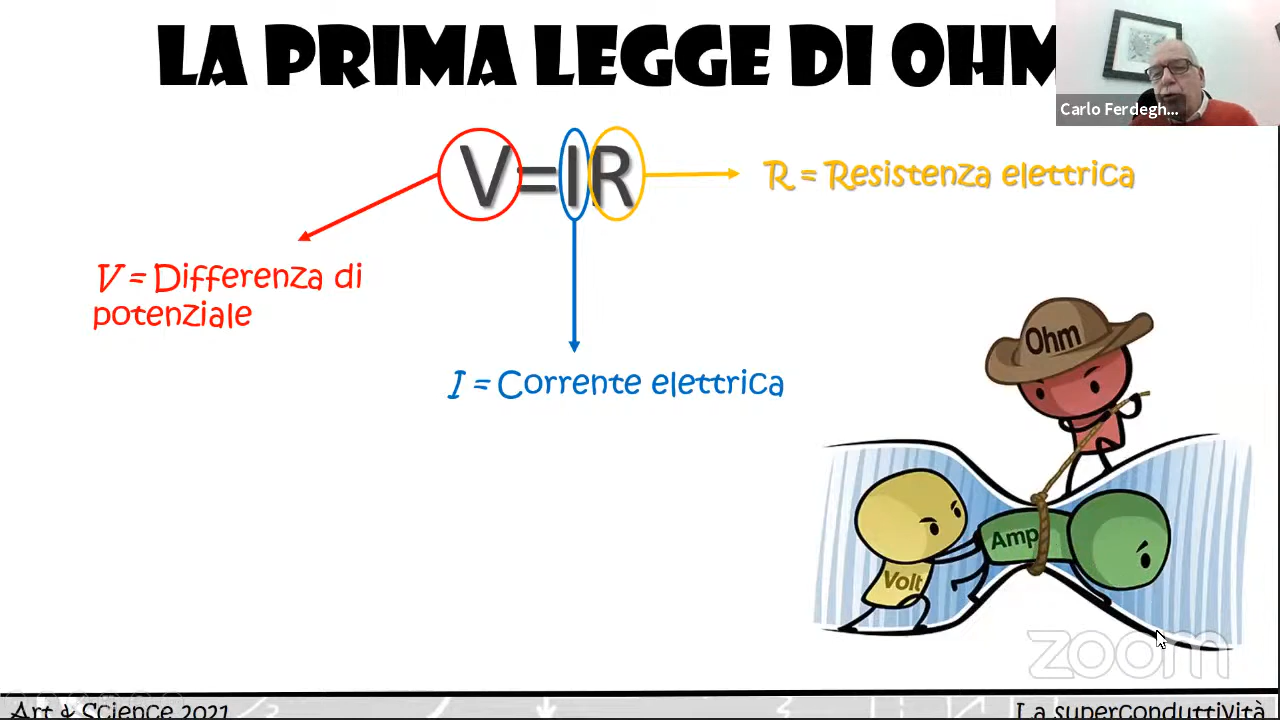 LA PRIMA LEGGE DI OHM
Carlo Ferdegh...
V=IR
R = Resistenza elettrica
V = Differenza di
potenziale
I = Corrente elettrica
Ohm
Amp
Volt
zoom
Art & Science 2021
La superconduttività